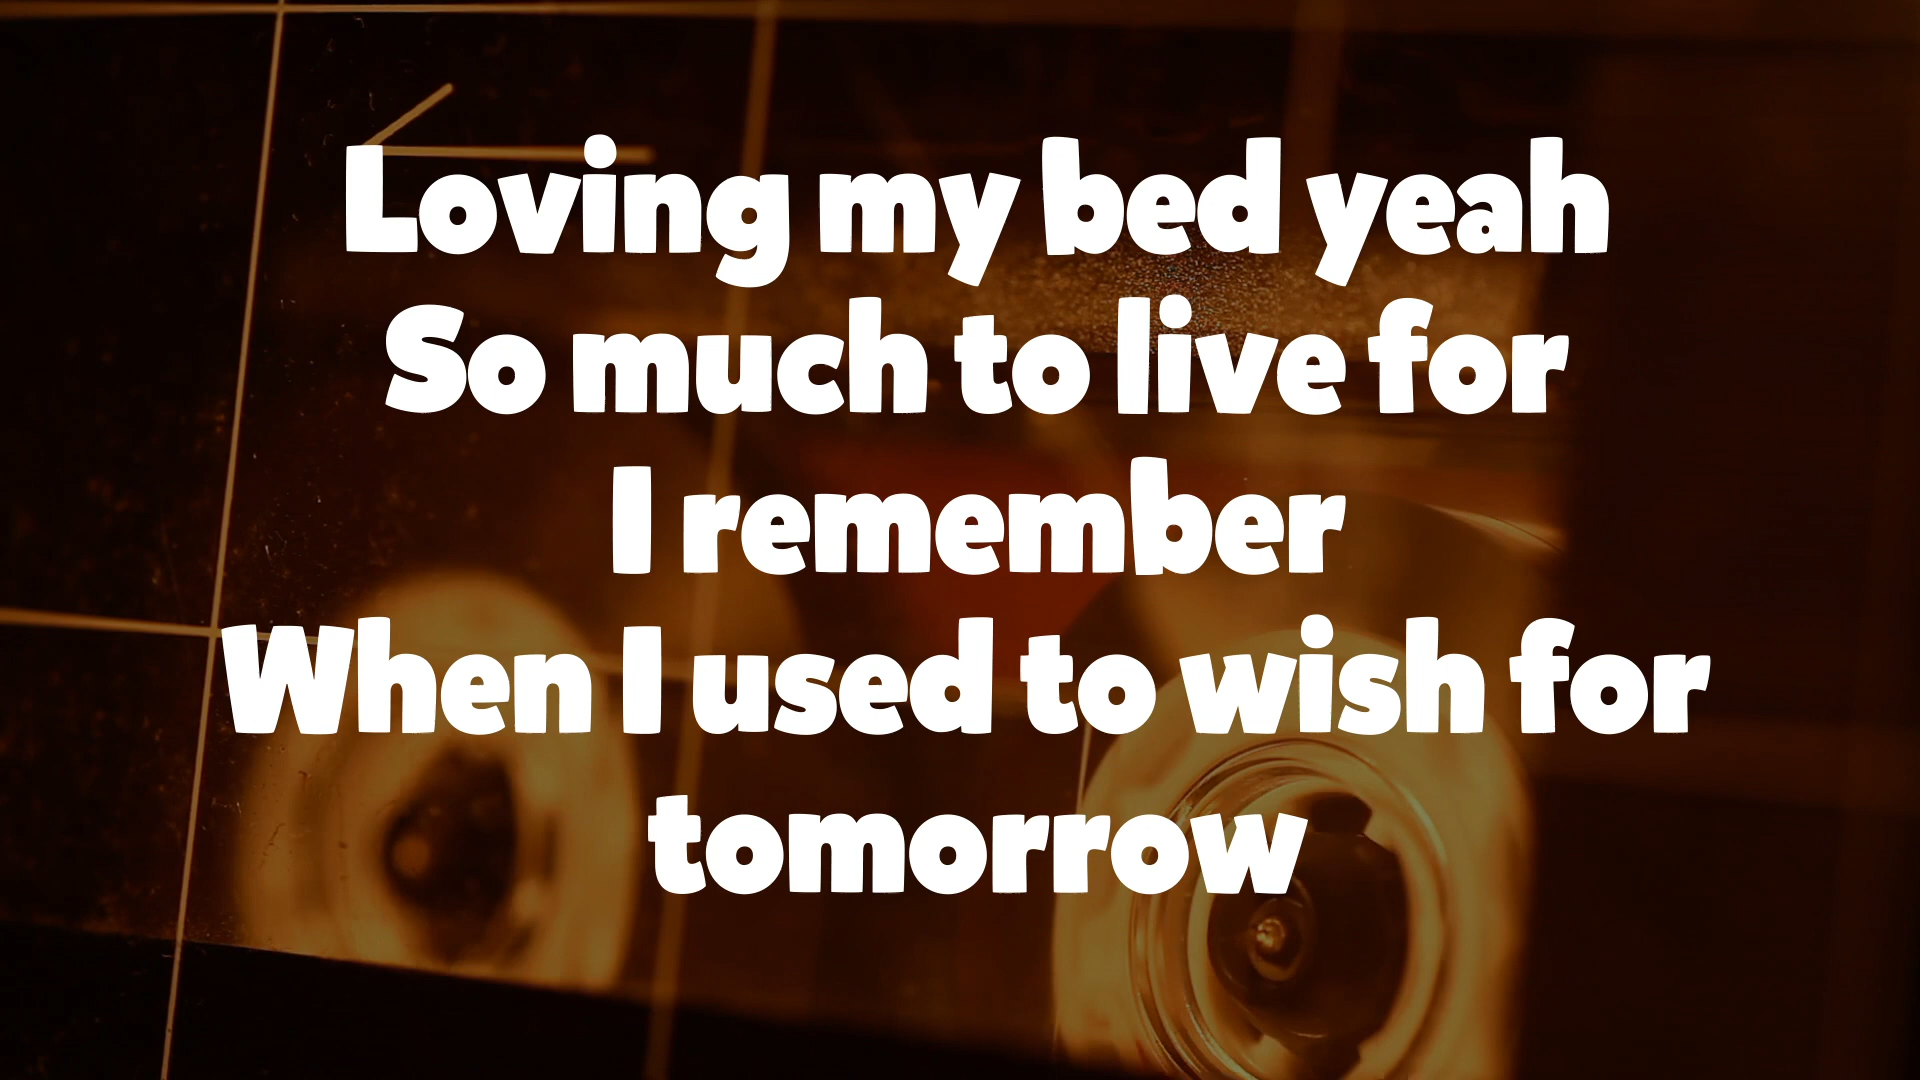 Loving my bed yeah
So much to live for
I remember
When I used to wish for
tomorrow